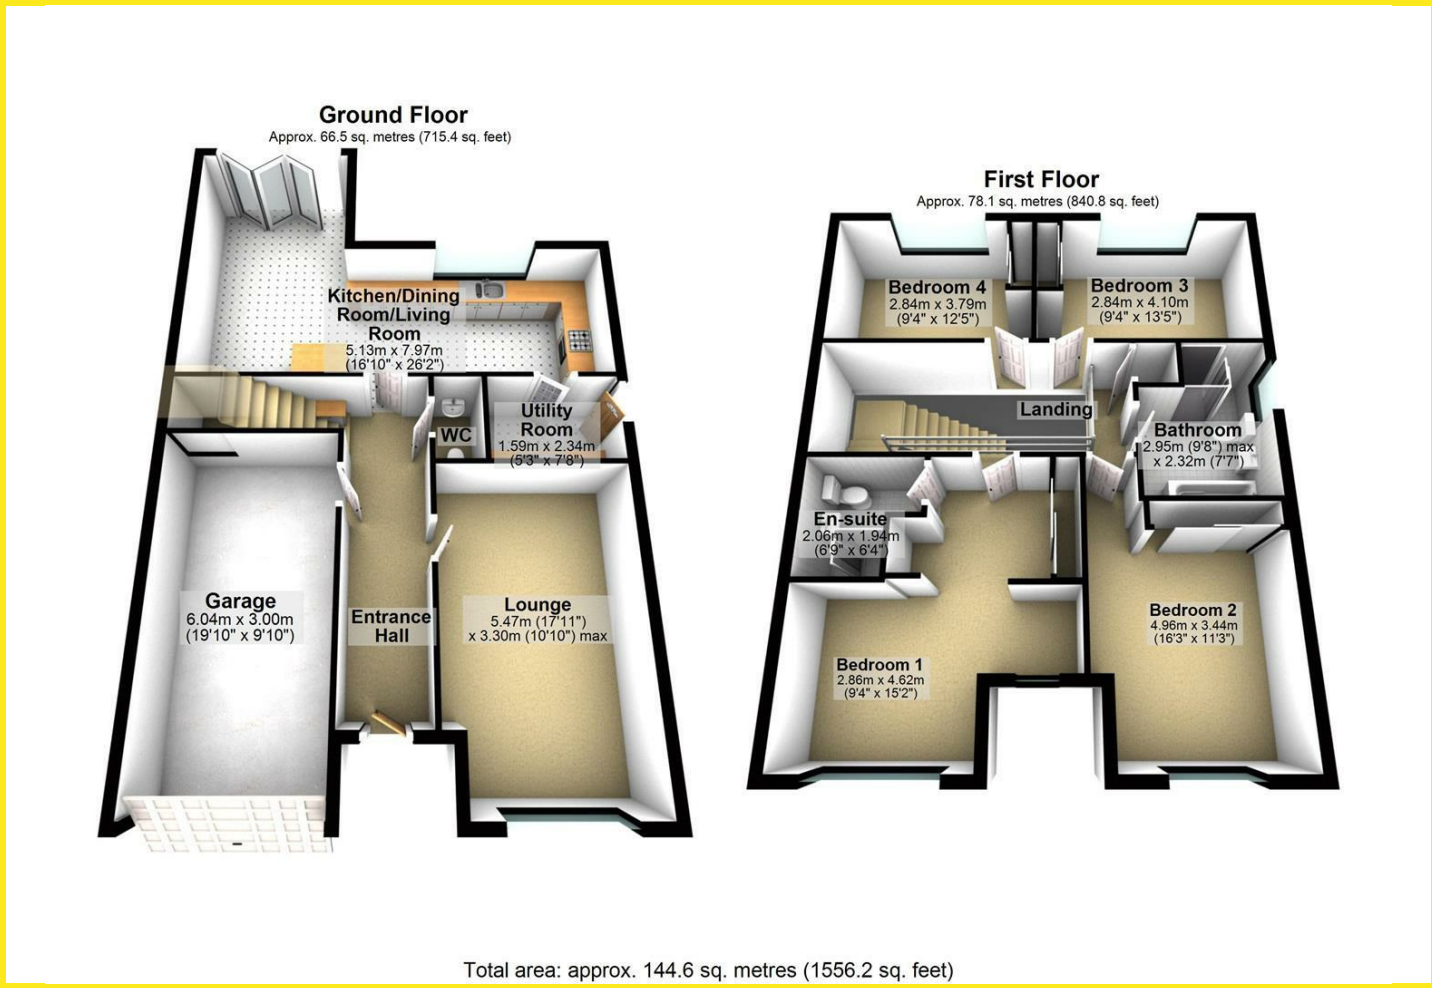 Ground Floor
Approx. 66.5 sq. metres (715.4 sq. feet)
Kitchen/Dining
Room/Living
Room
5.13m x 7.97m
(16'10" x 26'2")
Utility
Room
1.59m x 2.34m
(5'3" x 7'8")
WC
Garage
6.04m x 3.00m
(19'10" x 9'10")
Entrance
Hall
Lounge
5.47m (17'11")
x 3.30m (10'10") max
First Floor
Approx. 78.1 sq. metres (840.8 sq. feet)
Bedroom 4
2.84m x 3.79m
(9'4" x 12'5")
Bedroom 3
2.84m x 4.10m
(9'4" x 13'5")
Landing
Bathroom
2.95m (9'8") max
x 2.32m (7'7")
En-suite
2.06m x 1.94m
(6'9" x 6'4")
Bedroom 1
2.86m x 4.62m
(9'4" x 15'2")
Bedroom 2
4.96m x 3.44m
(16'3" x 11'3")
Total area: approx. 144.6 sq. metres (1556.2 sq. feet)